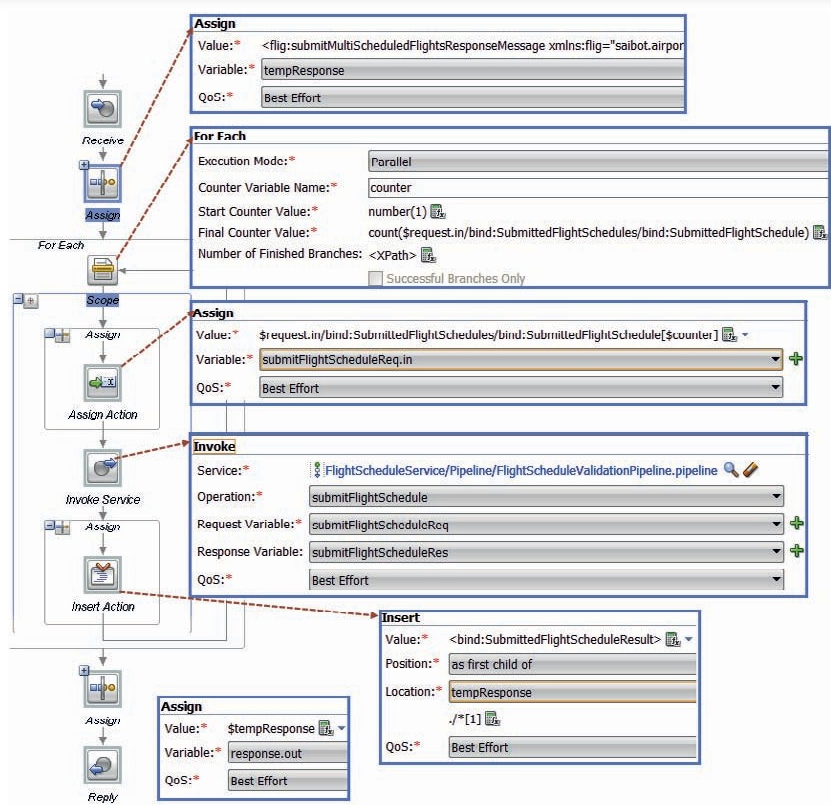 Assign
Value:* <flig:submitMultiScheduledFlightsResponseMessage xmlns:flig="saibot.airpor
Variable:* tempResponse
QoS:* Best Effort
Receive
Assign
For Each
Execution Mode:* Parallel
Counter Variable Name:* counter
Start Counter Value:* number(1)
Final Counter Value:* count($request.in/bind:SubmittedFlightSchedules/bind:SubmittedFlightSchedule)
Number of Finished Branches: <XPath>
Successful Branches Only
For Each
Scope
Assign
Assign Action
Assign
Value:* $request.in/bind:SubmittedFlightSchedules/bind:SubmittedFlightSchedule[$counter]
Variable:* submitFlightScheduleReq.in
QoS:* Best Effort
Invoke Service
Invoke
Service:* FlightScheduleService/Pipeline/FlightScheduleValidationPipeline.pipeline
Operation:* submitFlightSchedule
Request Variable:* submitFlightScheduleReq
Response Variable: submitFlightScheduleRes
QoS:* Best Effort
Assign
Insert Action
Insert
Value:* <bind:SubmittedFlightScheduleResult>
Position:* as first child of
Location:* tempResponse
./*[1]
QoS:* Best Effort
Assign
Assign
Value:* $tempResponse
Variable:* response.out
QoS:* Best Effort
Reply